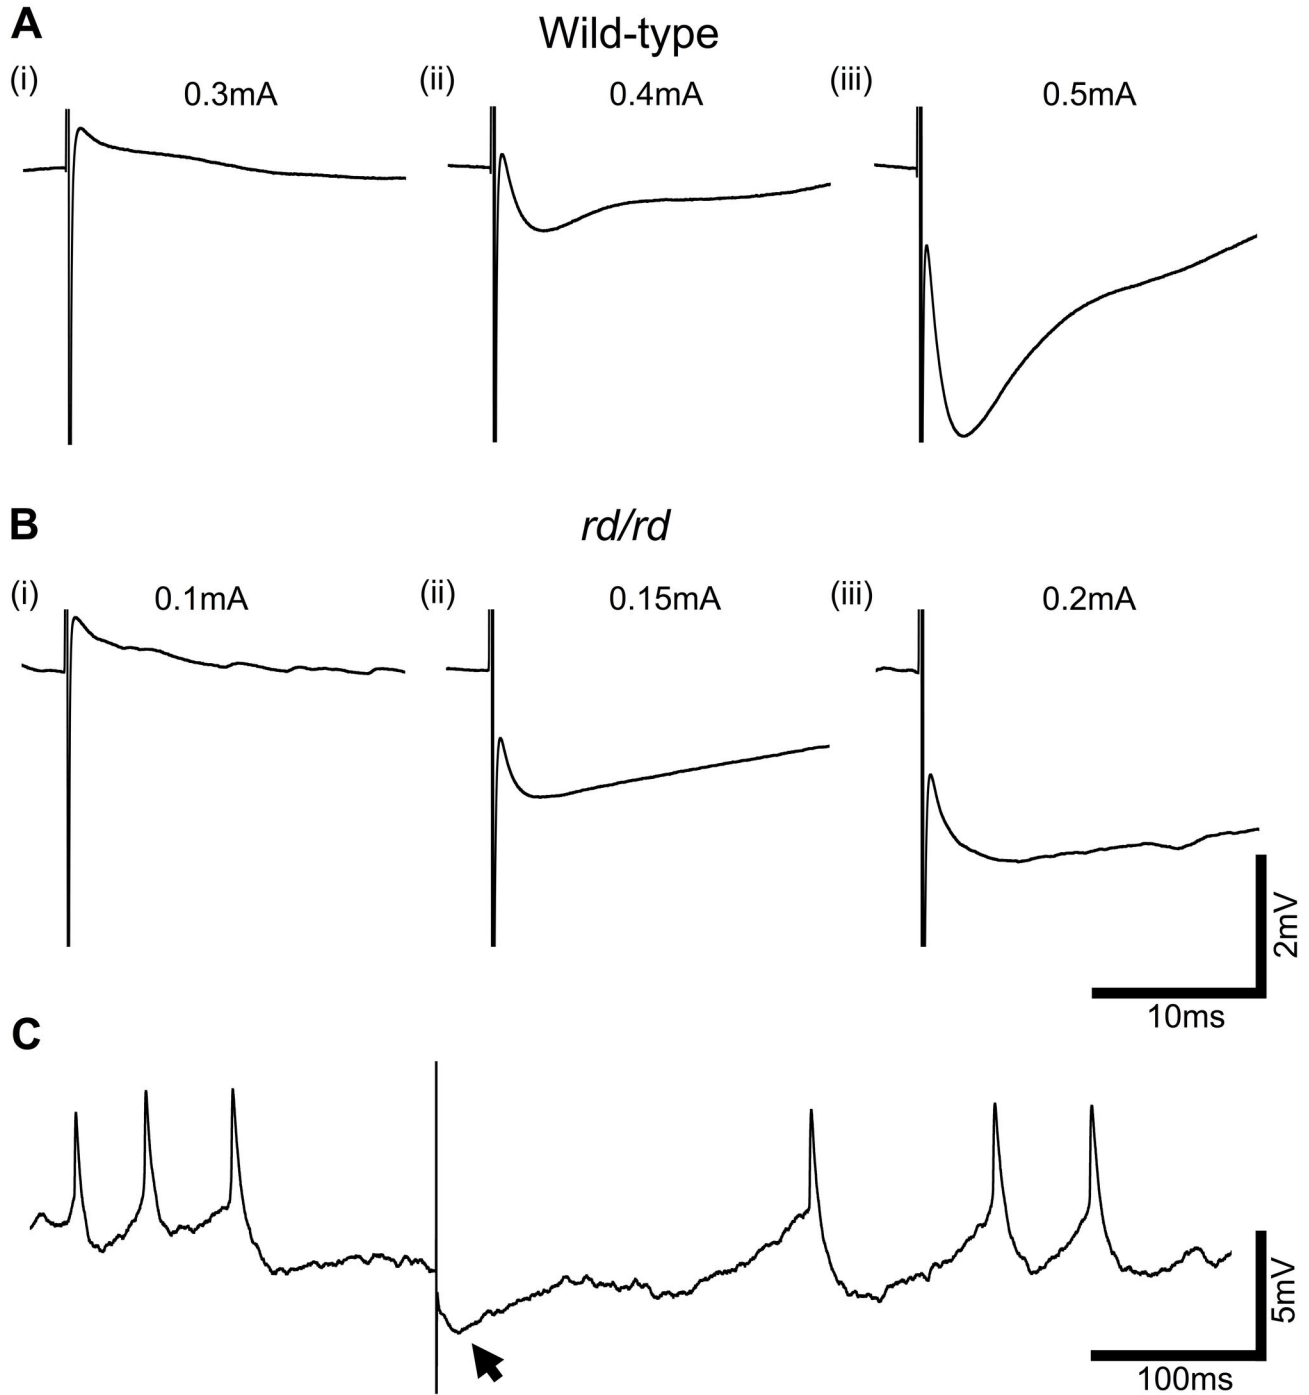 A
Wild-type
(i) 0.3mA (ii) 0.4mA (iii) 0.5mA
B
rd/rd
(i) 0.1mA (ii) 0.15mA (iii) 0.2mA
2mV
10ms
C
5mV
100ms